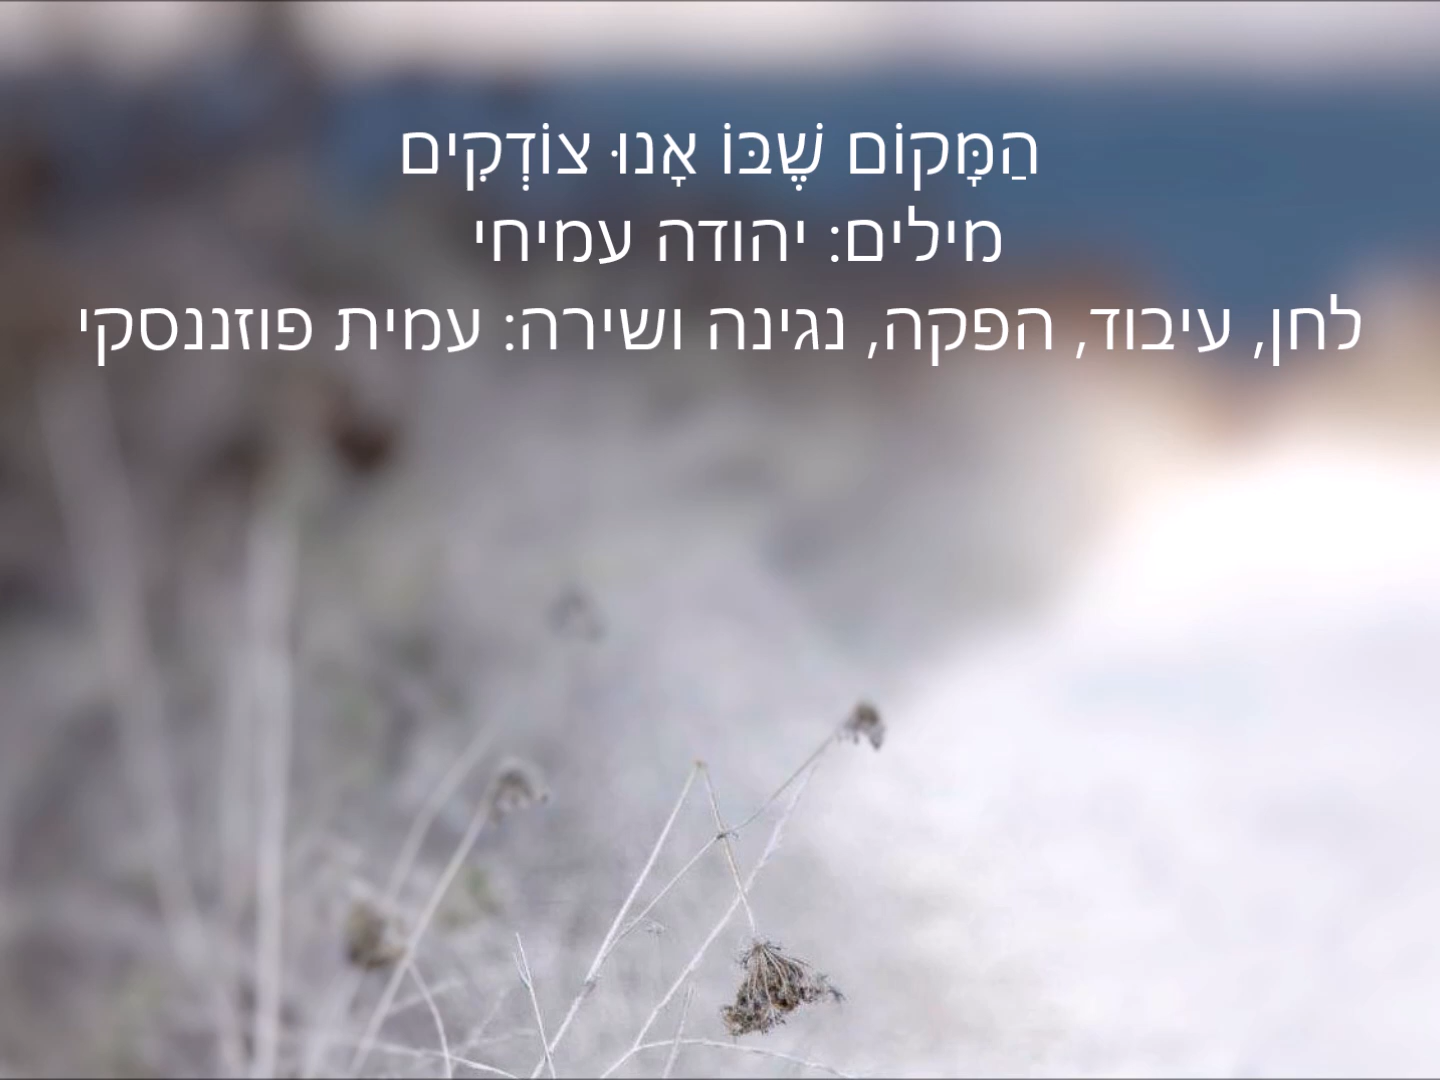 הַמָּקוֹם שֶׁבּוֹ אָנוּ צוֹדְקִים
מילים: יהודה עמיחי
לחן, עיבוד, הפקה, נגינה ושירה: עמית פוזננסקי